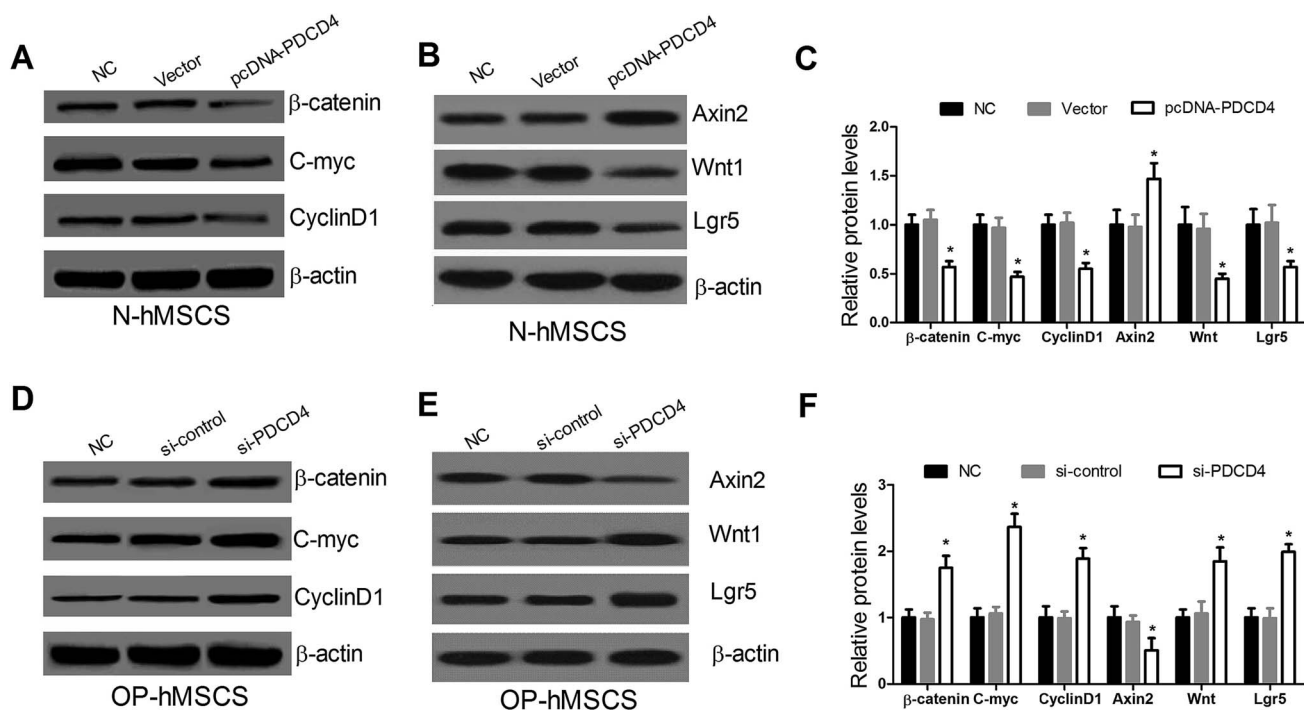 A
NC Vector pcDNA-PDCD4
β-catenin
C-myc
CyclinD1
β-actin
N-hMSCS
B
NC Vector pcDNA-PDCD4
Axin2
Wnt1
Lgr5
β-actin
N-hMSCS
C
NC Vector pcDNA-PDCD4
Relative protein levels
2.0
1.5
1.0
0.5
0.0
* * * * * *
β-catenin C-myc CyclinD1 Axin2 Wnt Lgr5
D
NC si-control si-PDCD4
β-catenin
C-myc
CyclinD1
β-actin
OP-hMSCS
E
NC si-control si-PDCD4
Axin2
Wnt1
Lgr5
β-actin
OP-hMSCS
F
NC si-control si-PDCD4
Relative protein levels
3
2
1
0
* * * * * *
β-catenin C-myc CyclinD1 Axin2 Wnt Lgr5